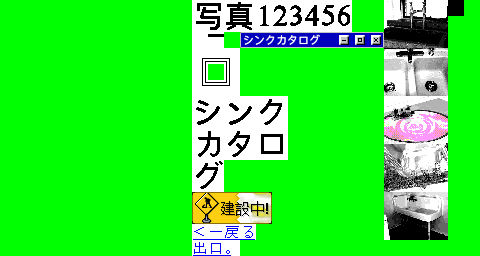 写真123456
シンクカタログ
シンク
カタロ
グ
建設中!
<ー戻る
出口。